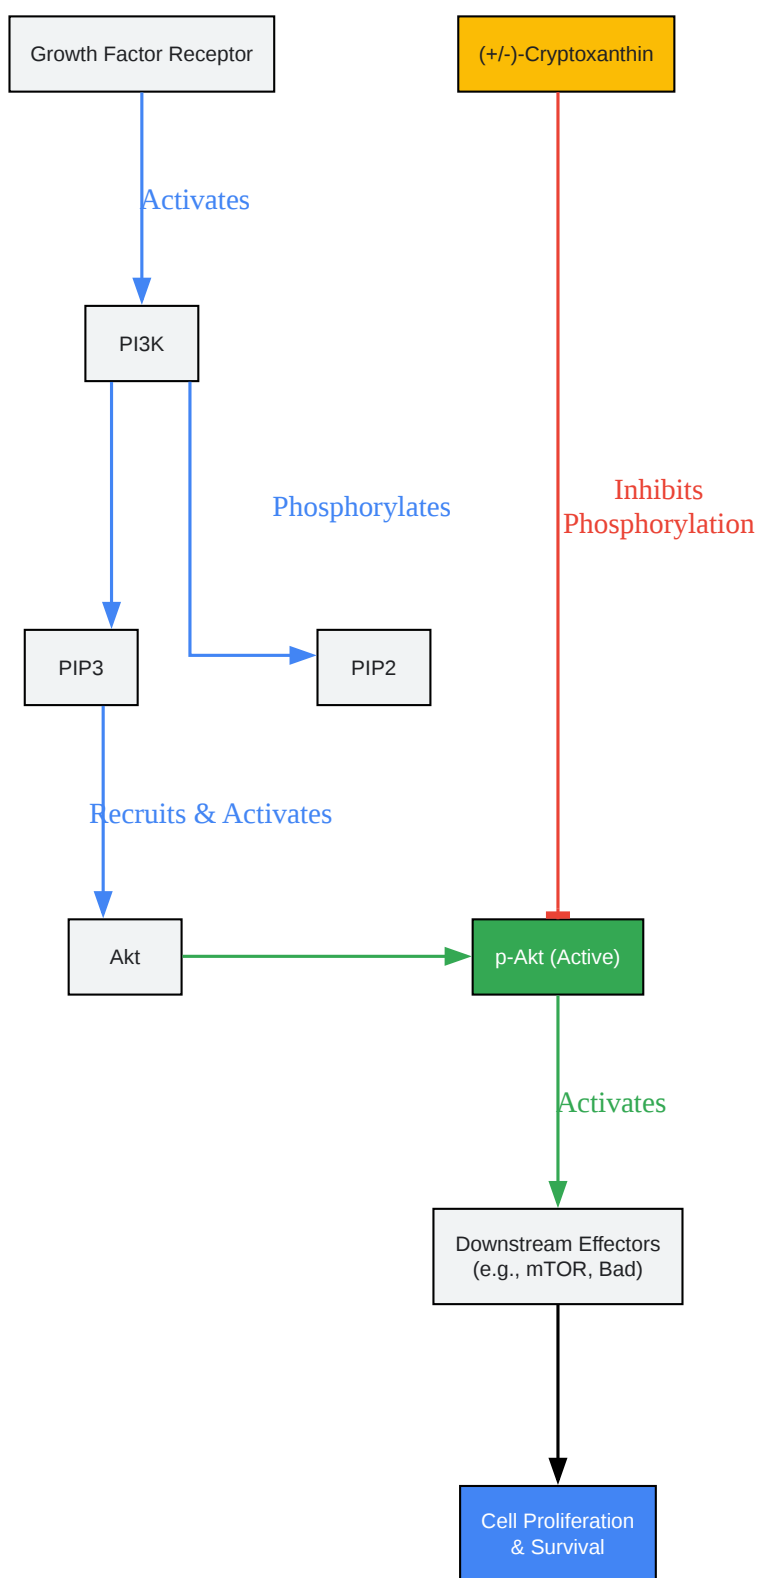 Growth Factor Receptor
(+/-)-Cryptoxanthin
Activates
PI3K
Inhibits
Phosphorylation
Phosphorylates
PIP3
PIP2
Recruits & Activates
Akt
p-Akt (Active)
Activates
Downstream Effectors
(e.g., mTOR, Bad)
Cell Proliferation
& Survival